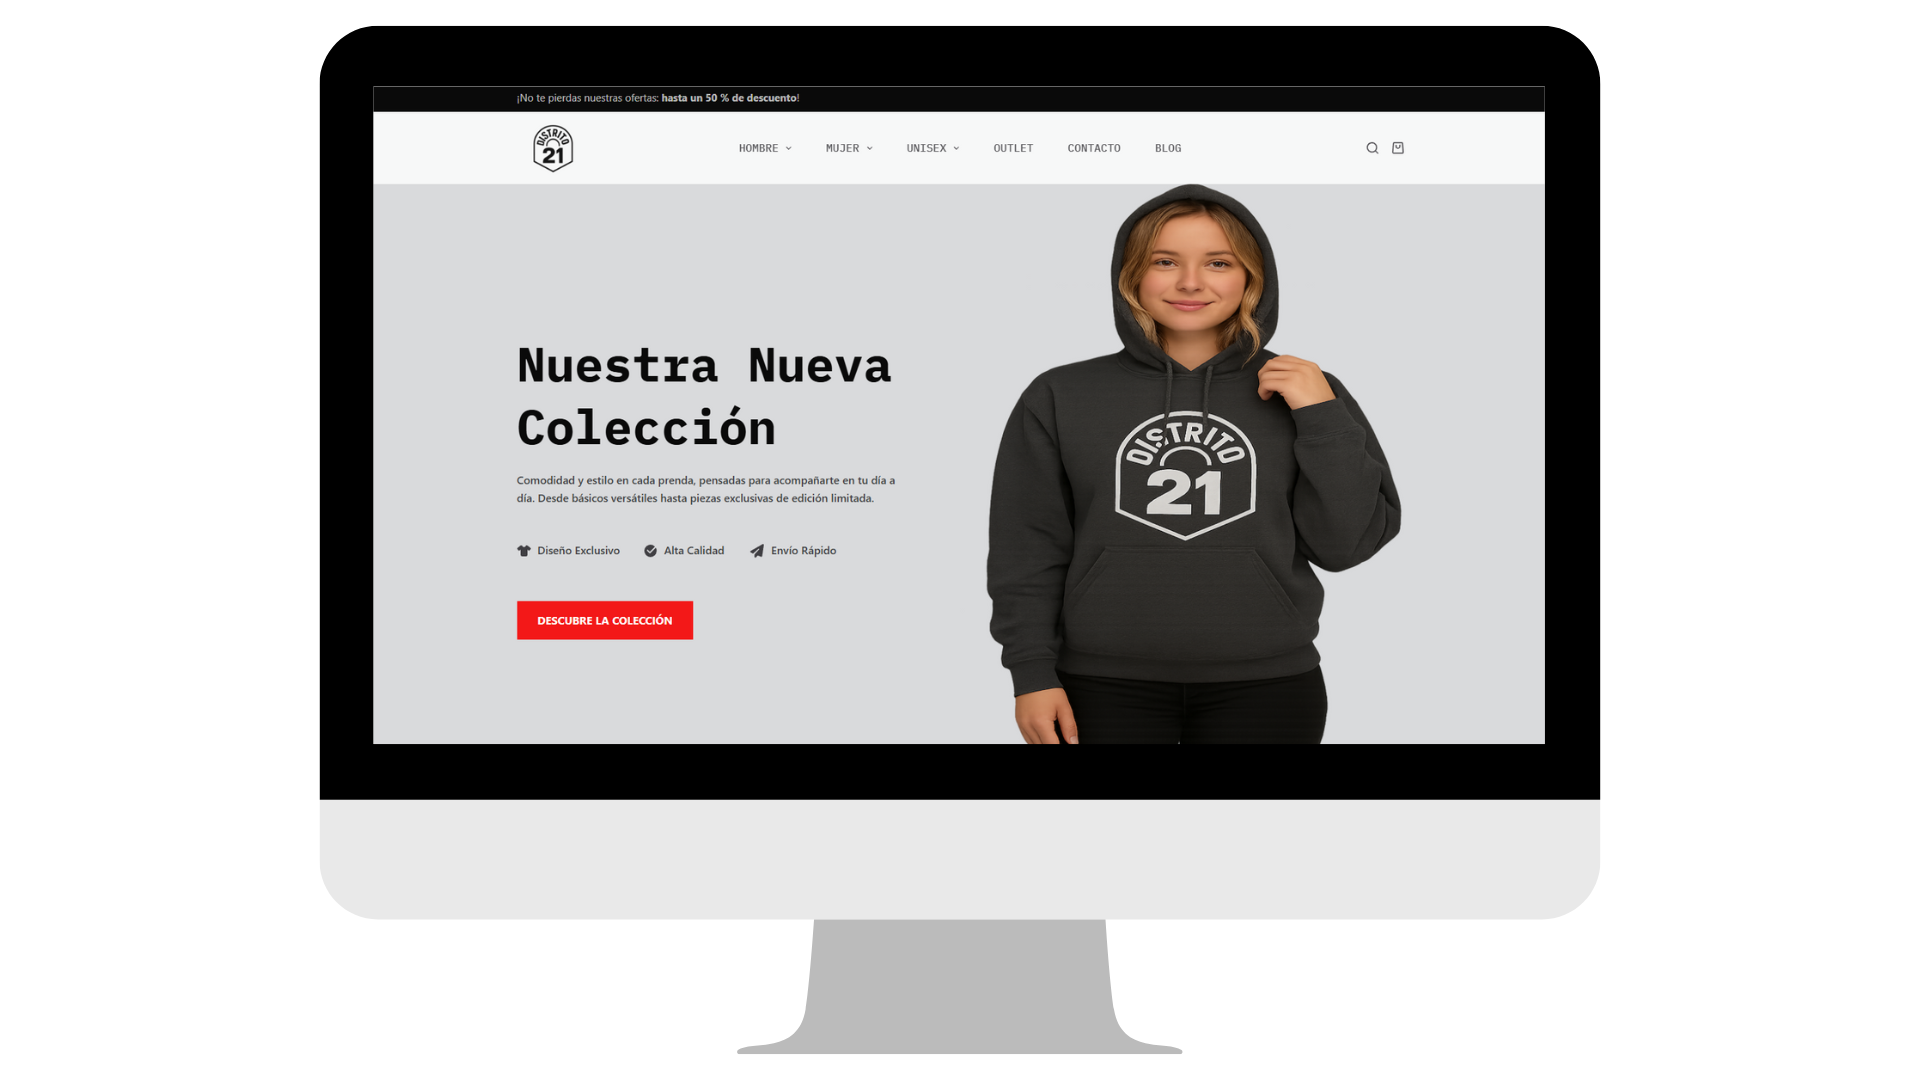 ¡No te pierdas nuestras ofertas: hasta un 50 % de descuento!
DISTRITO
21
HOMBRE
MUJER
UNISEX
OUTLET
CONTACTO
BLOG
Nuestra Nueva
Colección
Comodidad y estilo en cada prenda, pensadas para acompañarte en tu día a
día. Desde básicos versátiles hasta piezas exclusivas de edición limitada.
Diseño Exclusivo
Alta Calidad
Envío Rápido
DESCUBRE LA COLECCIÓN
DISTRITO
21